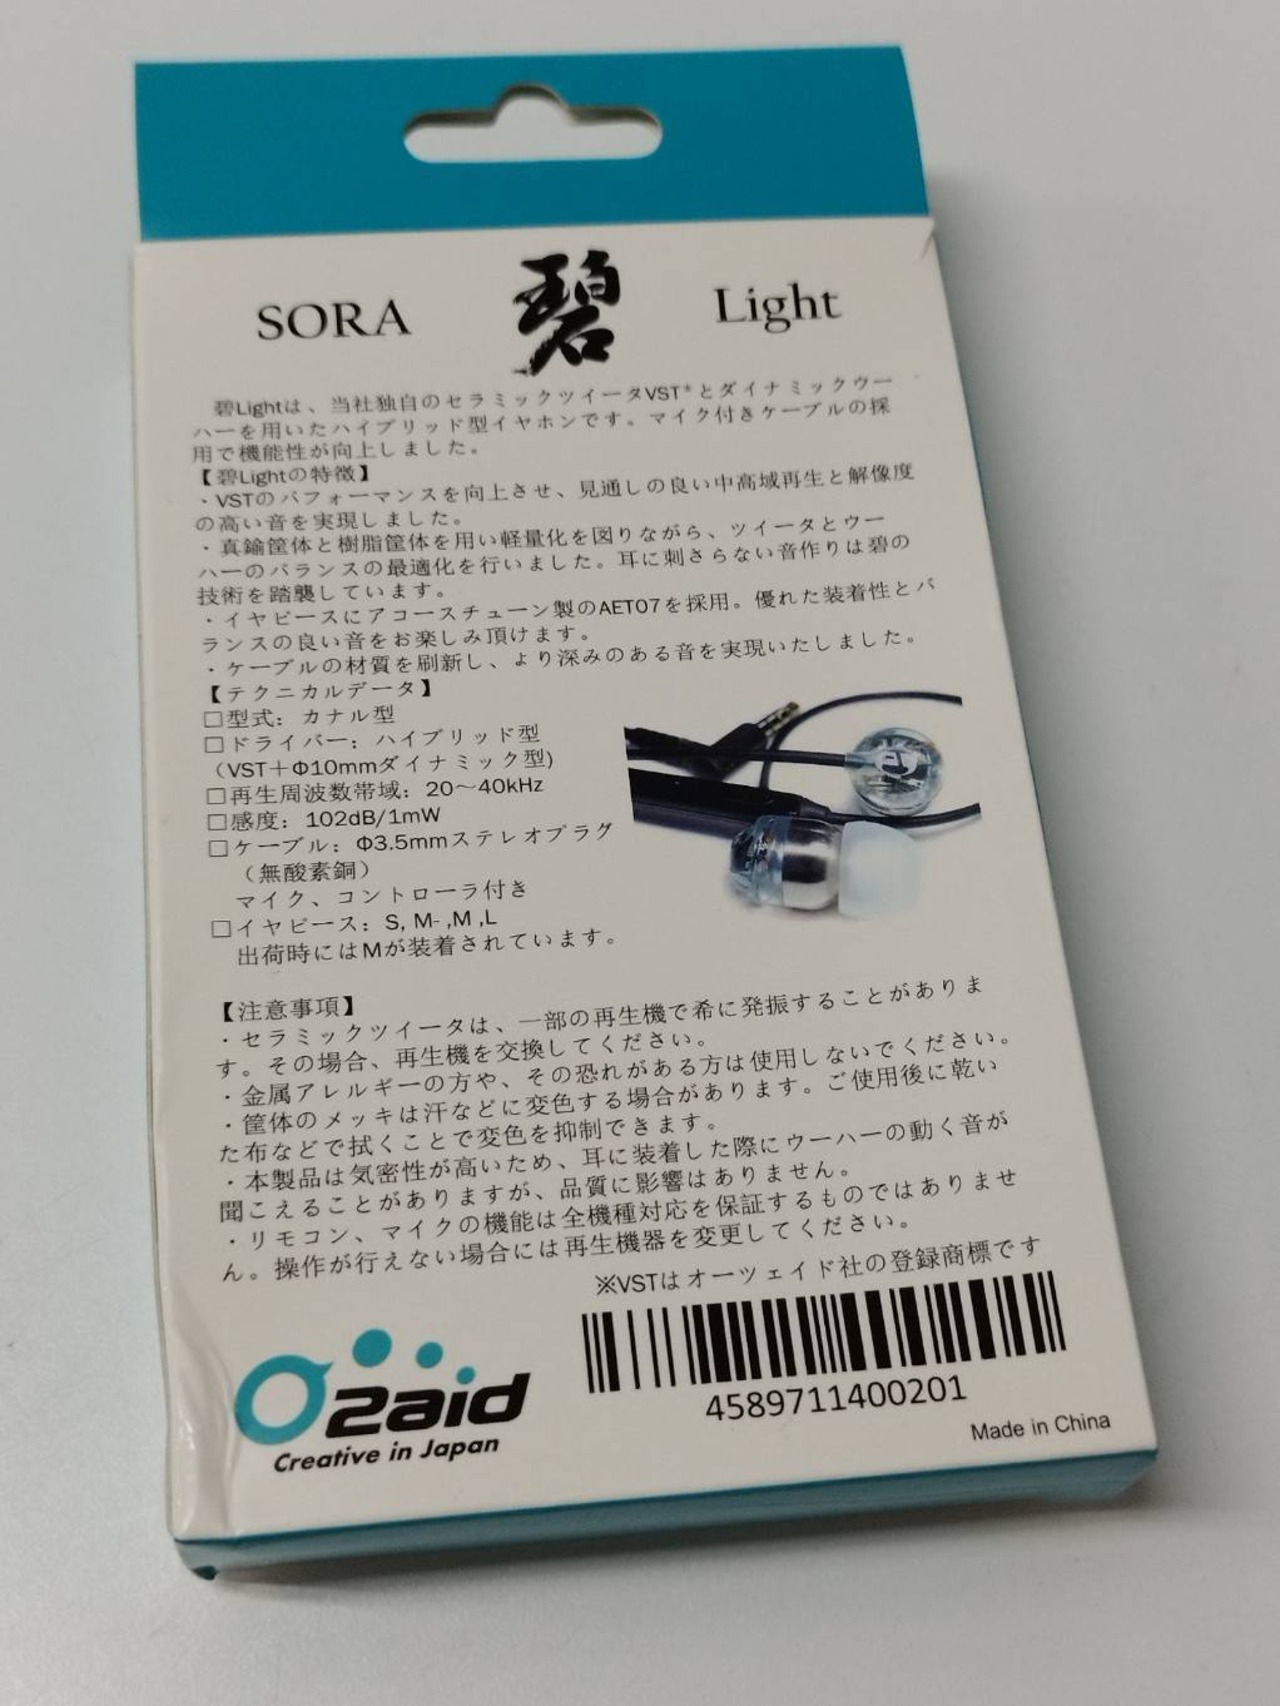 SORA 碧 Light
碧Lightは、当社独自のセラミックツイータVST*とダイナミックウー
ハーを用いたハイブリッド型イヤホンです。マイク付きケーブルの採
用で機能性が向上しました。
【碧Lightの特徴】
・VSTのパフォーマンスを向上させ、見通しの良い中高域再生と解像度
の高い音を実現しました。
・真鍮筐体と樹脂筐体を用い軽量化を図りながら、ツイータとウー
ハーのバランスの最適化を行いました。耳に刺さらない音作りは碧の
技術を踏襲しています。
・イヤピースにアコースチューン製のAET07を採用。優れた装着性とバ
ランスの良い音をお楽しみ頂けます。
・ケーブルの材質を刷新し、より深みのある音を実現いたしました。
【テクニカルデータ】
□型式：カナル型
□ドライバー：ハイブリッド型
（VST＋Φ10mmダイナミック型)
□再生周波数帯域：20～40kHz
□感度：102dB/1mW
□ケーブル：Φ3.5mmステレオプラグ
（無酸素銅）
マイク、コントローラ付き
□イヤピース：S, M- ,M ,L
出荷時にはMが装着されています。
【注意事項】
・セラミックツイータは、一部の再生機で希に発振することがありま
す。その場合、再生機を交換してください。
・金属アレルギーの方や、その恐れがある方は使用しないでください。
・筐体のメッキは汗などに変色する場合があります。ご使用後に乾い
た布などで拭くことで変色を抑制できます。
・本製品は気密性が高いため、耳に装着した際にウーハーの動く音が
聞こえることがありますが、品質に影響はありません。
・リモコン、マイクの機能は全機種対応を保証するものではありませ
ん。操作が行えない場合には再生機器を変更してください。
※VSTはオーツェイド社の登録商標です
O2aid
Creative in Japan
4589711400201
Made in China